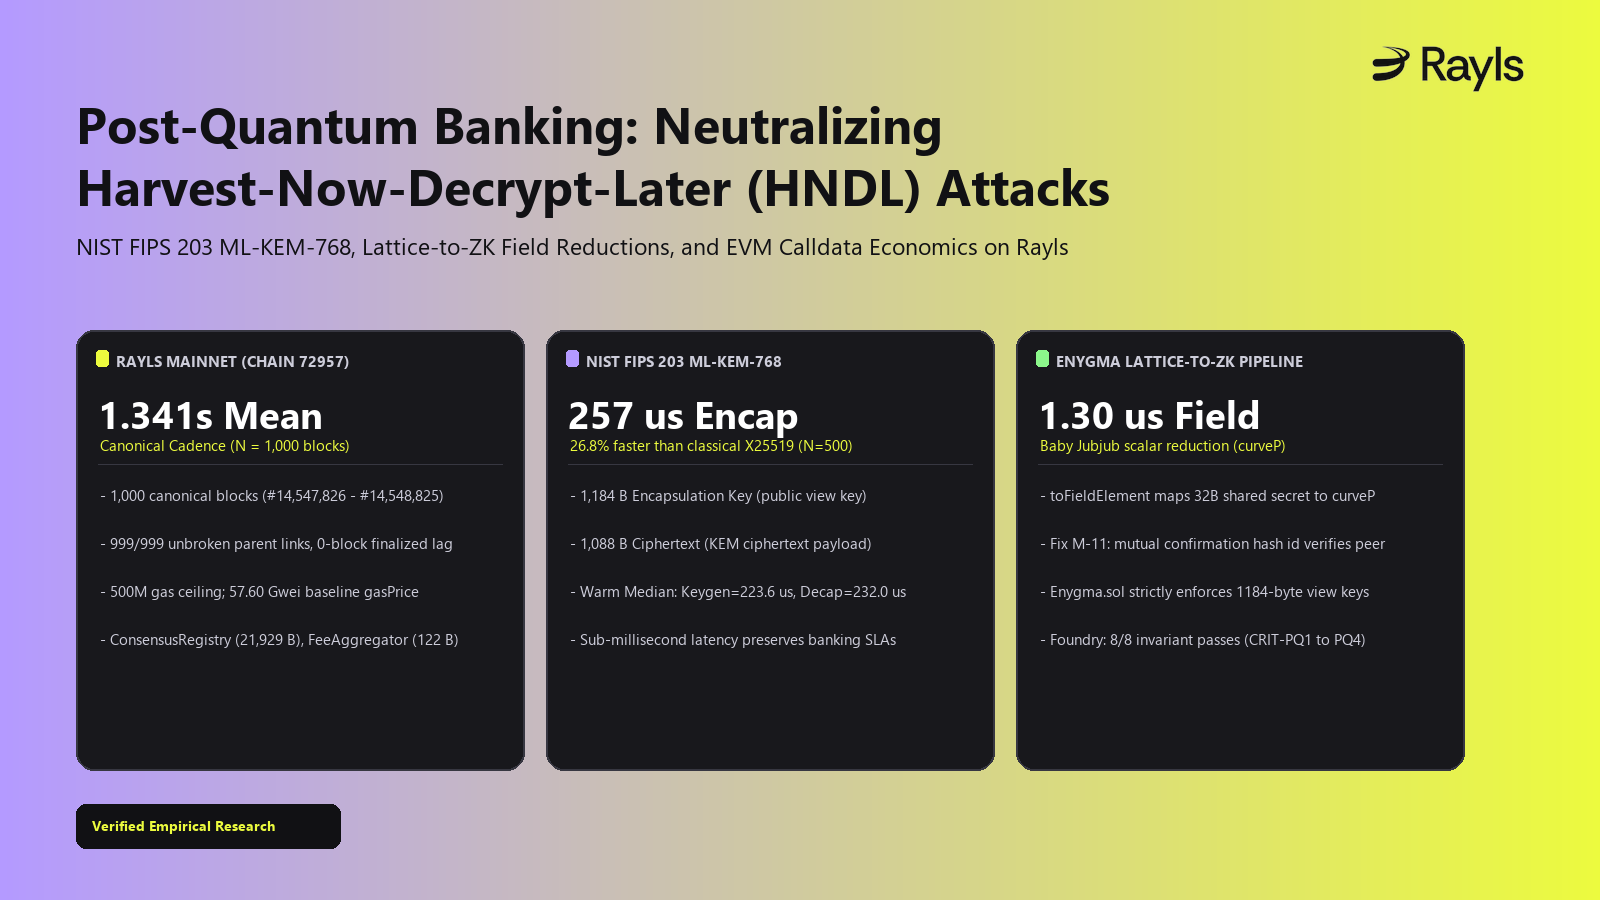 Rayls
Post-Quantum Banking: Neutralizing
Harvest-Now-Decrypt-Later (HNDL) Attacks
NIST FIPS 203 ML-KEM-768, Lattice-to-ZK Field Reductions, and EVM Calldata Economics on Rayls
RAYLS MAINNET (CHAIN 72957)
1.341s Mean
Canonical Cadence (N = 1,000 blocks)
- 1,000 canonical blocks (#14,547,826 - #14,548,825)
- 999/999 unbroken parent links, 0-block finalized lag
- 500M gas ceiling; 57.60 Gwei baseline gasPrice
- ConsensusRegistry (21,929 B), FeeAggregator (122 B)
NIST FIPS 203 ML-KEM-768
257 us Encap
26.8% faster than classical X25519 (N=500)
- 1,184 B Encapsulation Key (public view key)
- 1,088 B Ciphertext (KEM ciphertext payload)
- Warm Median: Keygen=223.6 us, Decap=232.0 us
- Sub-millisecond latency preserves banking SLAs
ENYGMA LATTICE-TO-ZK PIPELINE
1.30 us Field
Baby Jubjub scalar reduction (curveP)
- toFieldElement maps 32B shared secret to curveP
- Fix M-11: mutual confirmation hash id verifies peer
- Enygma.sol strictly enforces 1184-byte view keys
- Foundry: 8/8 invariant passes (CRIT-PQ1 to PQ4)
Verified Empirical Research